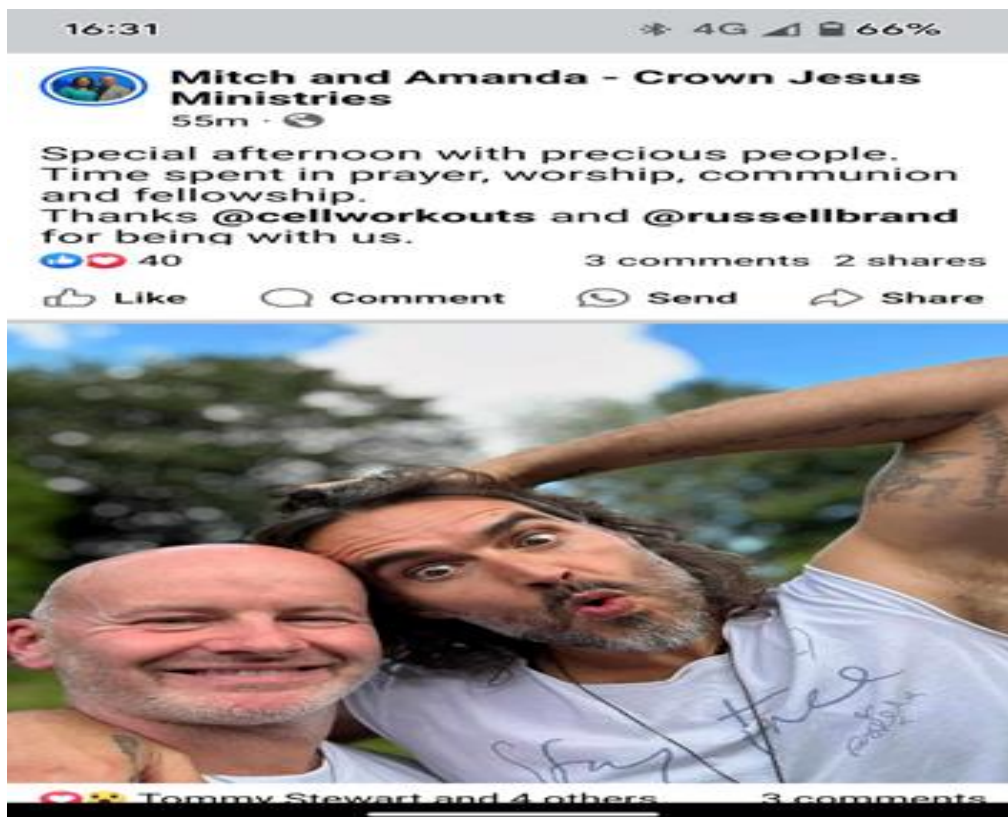 16:31 4G 66%
Mitch and Amanda - Crown Jesus
Ministries
55m ·
Special afternoon with precious people.
Time spent in prayer, worship, communion
and fellowship.
Thanks @cellworkouts and @russellbrand
for being with us.
40 3 comments 2 shares
Like Comment Send Share
Stay free
Tommy Stewart and 4 others 3 comments